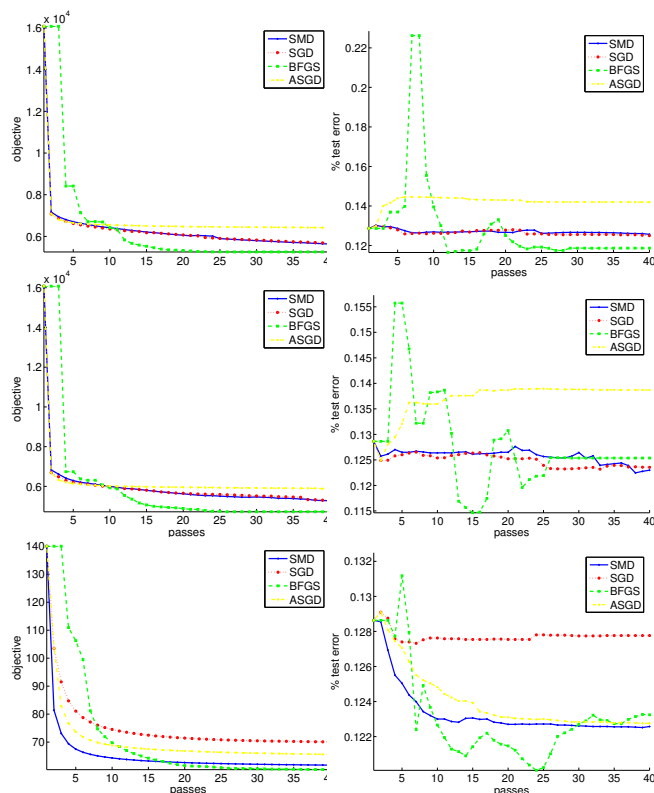 x 10^4
1.6
1.4
1.2
1
0.8
0.6
5 10 15 20 25 30 35 4
objective
passes
SMD
SGD
BFGS
ASGD
0.22
0.2
0.18
0.16
0.14
0.12
5 10 15 20 25 30 35 40
% test error
passes
SMD
SGD
BFGS
ASGD
x 10^4
1.6
1.4
1.2
1
0.8
0.6
5 10 15 20 25 30 35 4
objective
passes
SMD
SGD
BFGS
ASGD
0.155
0.15
0.145
0.14
0.135
0.13
0.125
0.12
0.115
5 10 15 20 25 30 35 40
% test error
passes
SMD
SGD
BFGS
ASGD
140
130
120
110
100
90
80
70
5 10 15 20 25 30 35 4
objective
passes
SMD
SGD
BFGS
ASGD
0.132
0.13
0.128
0.126
0.124
0.122
5 10 15 20 25 30 35 40
% test error
passes
SMD
SGD
BFGS
ASGD